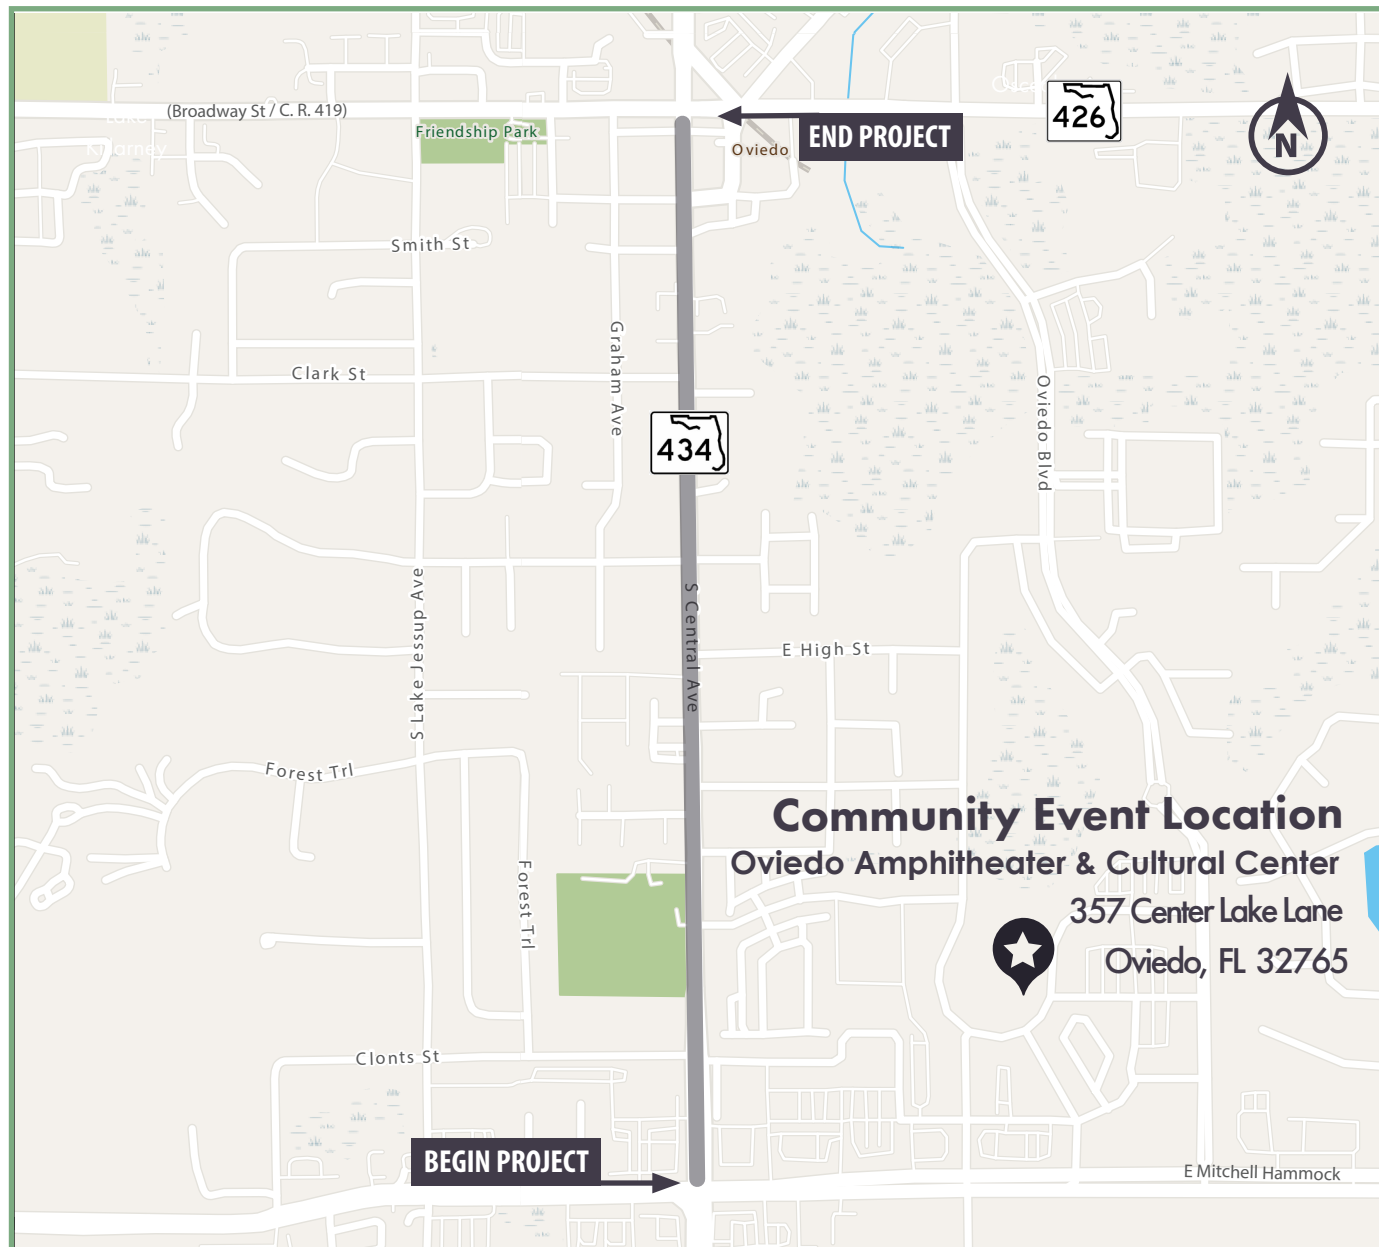 (Broadway St / C. R. 419)
Lake
Killarney
Friendship Park
Oviedo
END PROJECT
426
N
Smith St
Clark St
Graham Ave
434
Oviedo Blvd
S Lake Jessup Ave
S Central Ave
E High St
Forest Trl
Forest Trl
Community Event Location
Oviedo Amphitheater & Cultural Center
357 Center Lake Lane
Oviedo, FL 32765
Clonts St
BEGIN PROJECT
E Mitchell Hammock